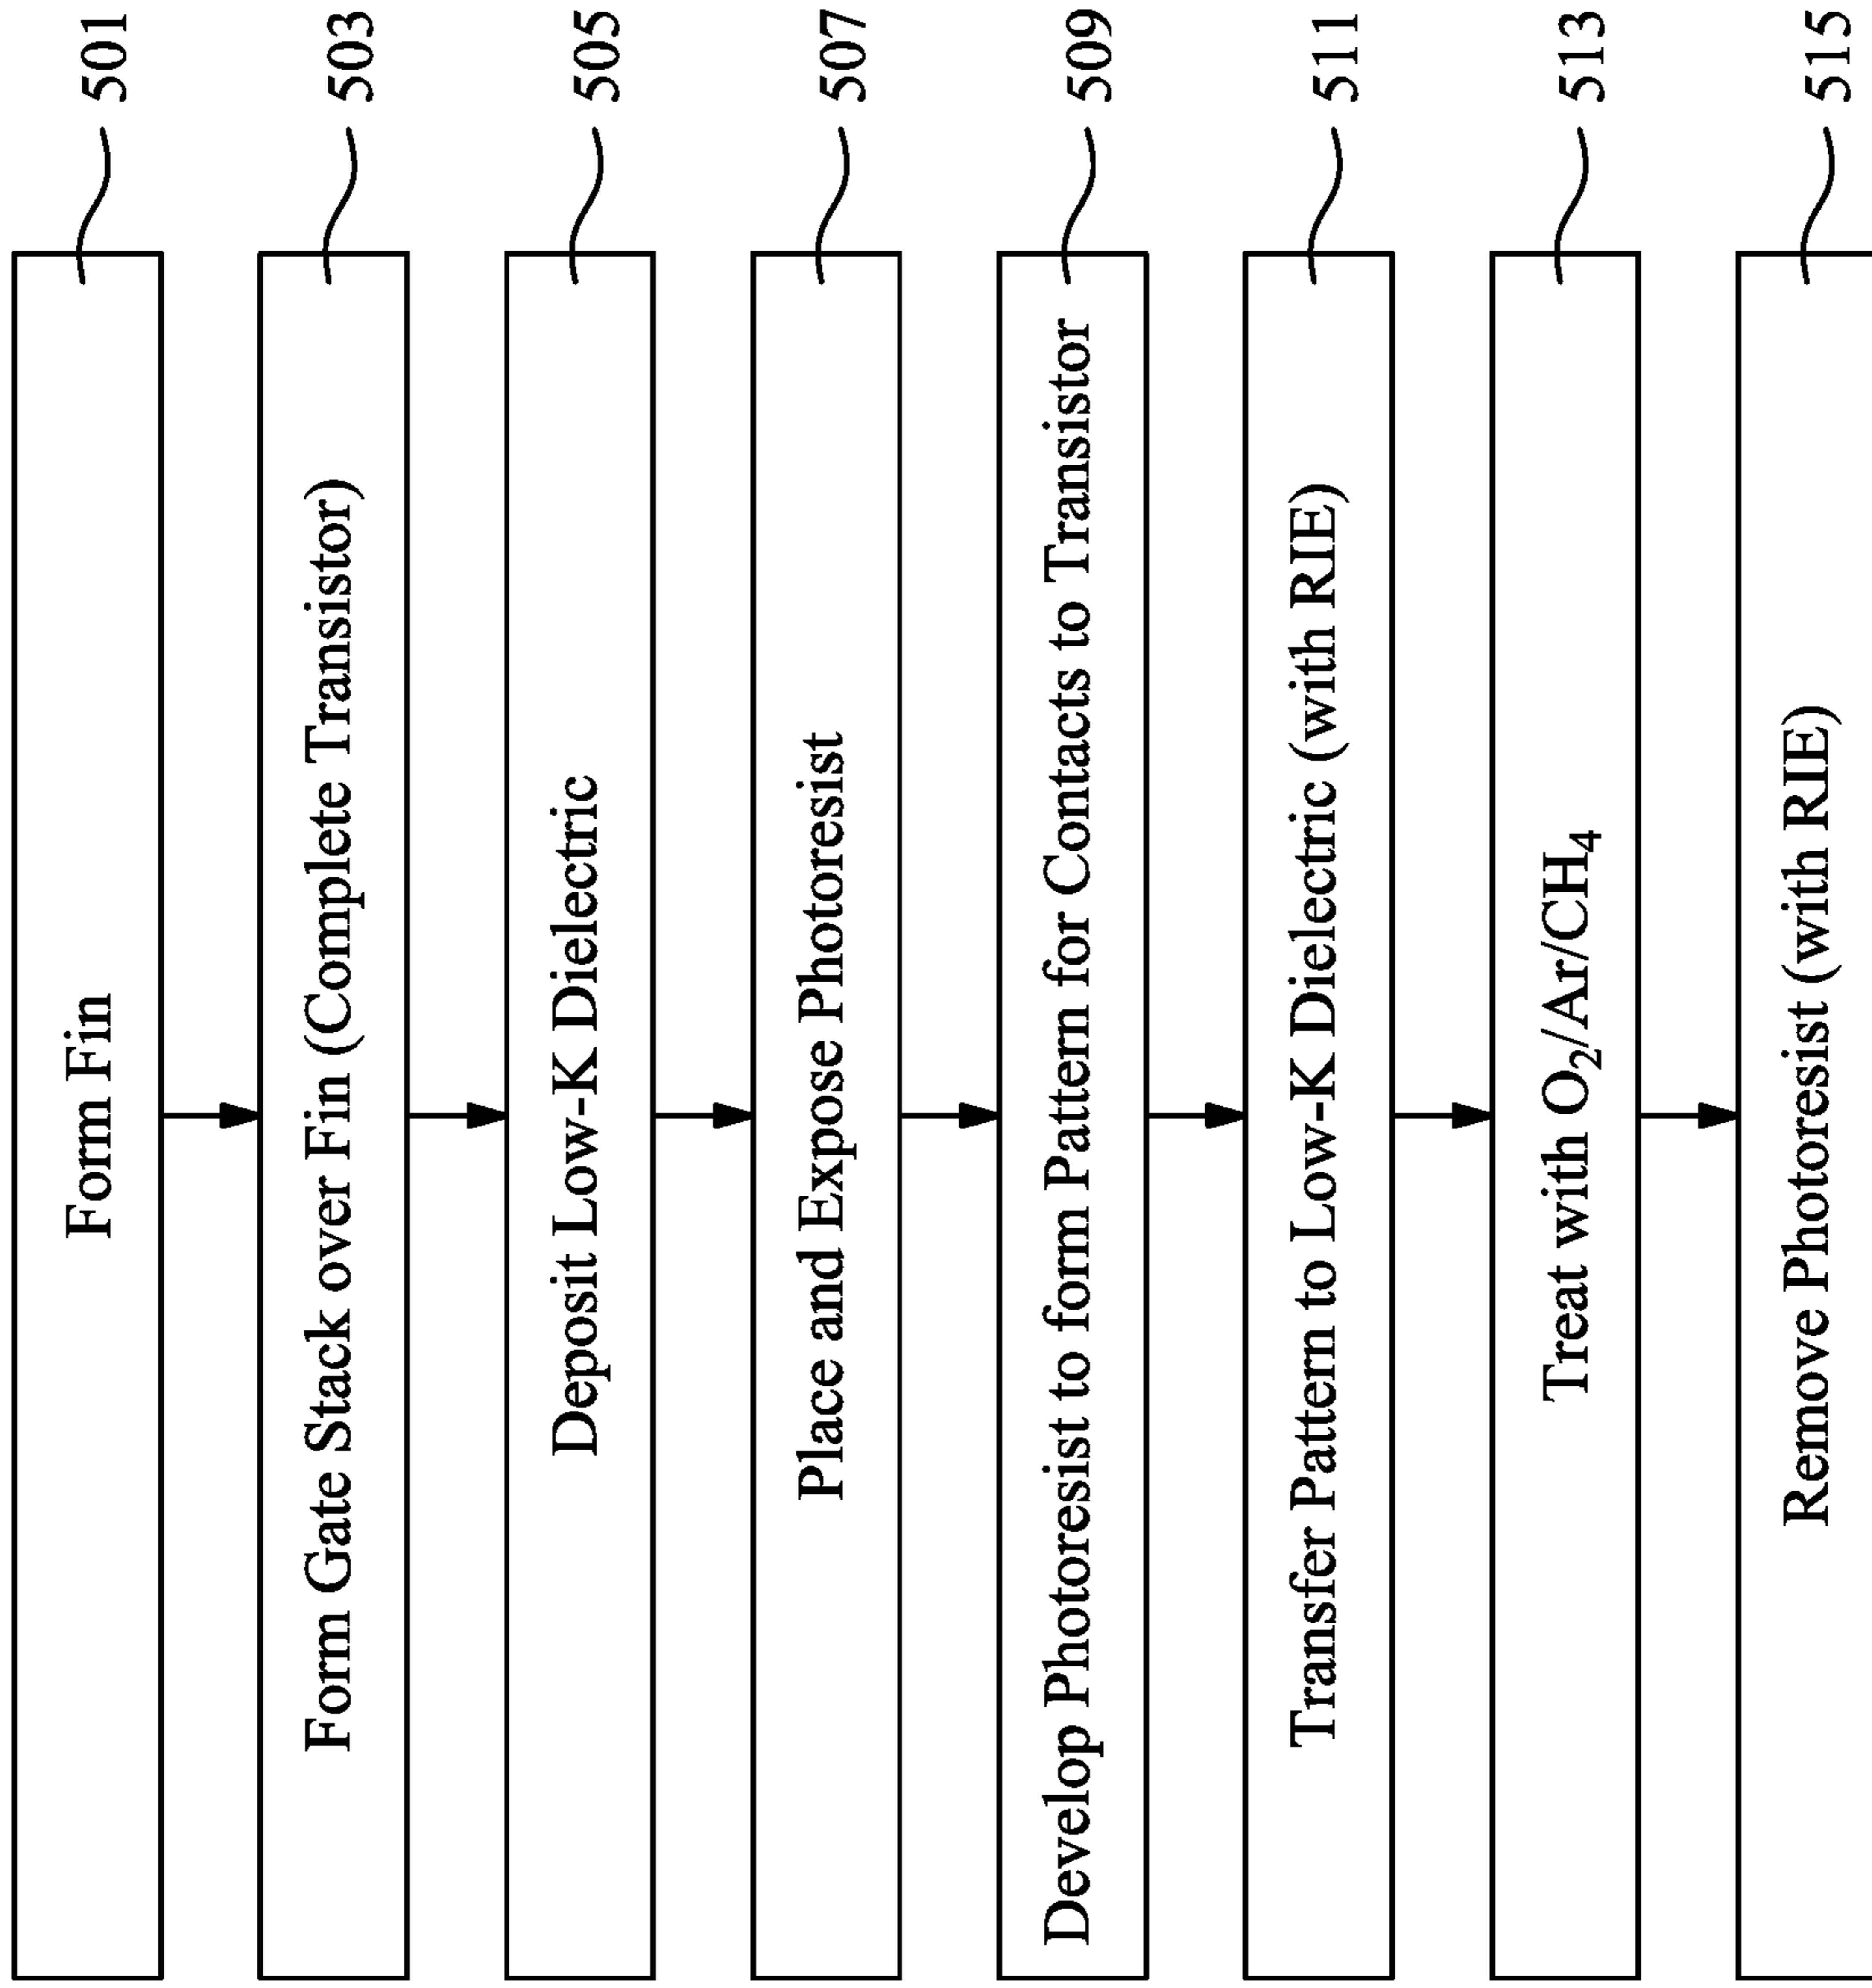 Form Fin
501
Form Gate Stack over Fin (Complete Transistor)
503
Deposit Low-K Dielectric
505
Place and Expose Photoresist
507
Develop Photoresist to form Pattern for Contacts to Transistor
509
Transfer Pattern to Low-K Dielectric (with RIE)
511
Treat with O₂/Ar/CH₄
513
Remove Photoresist (with RIE)
515